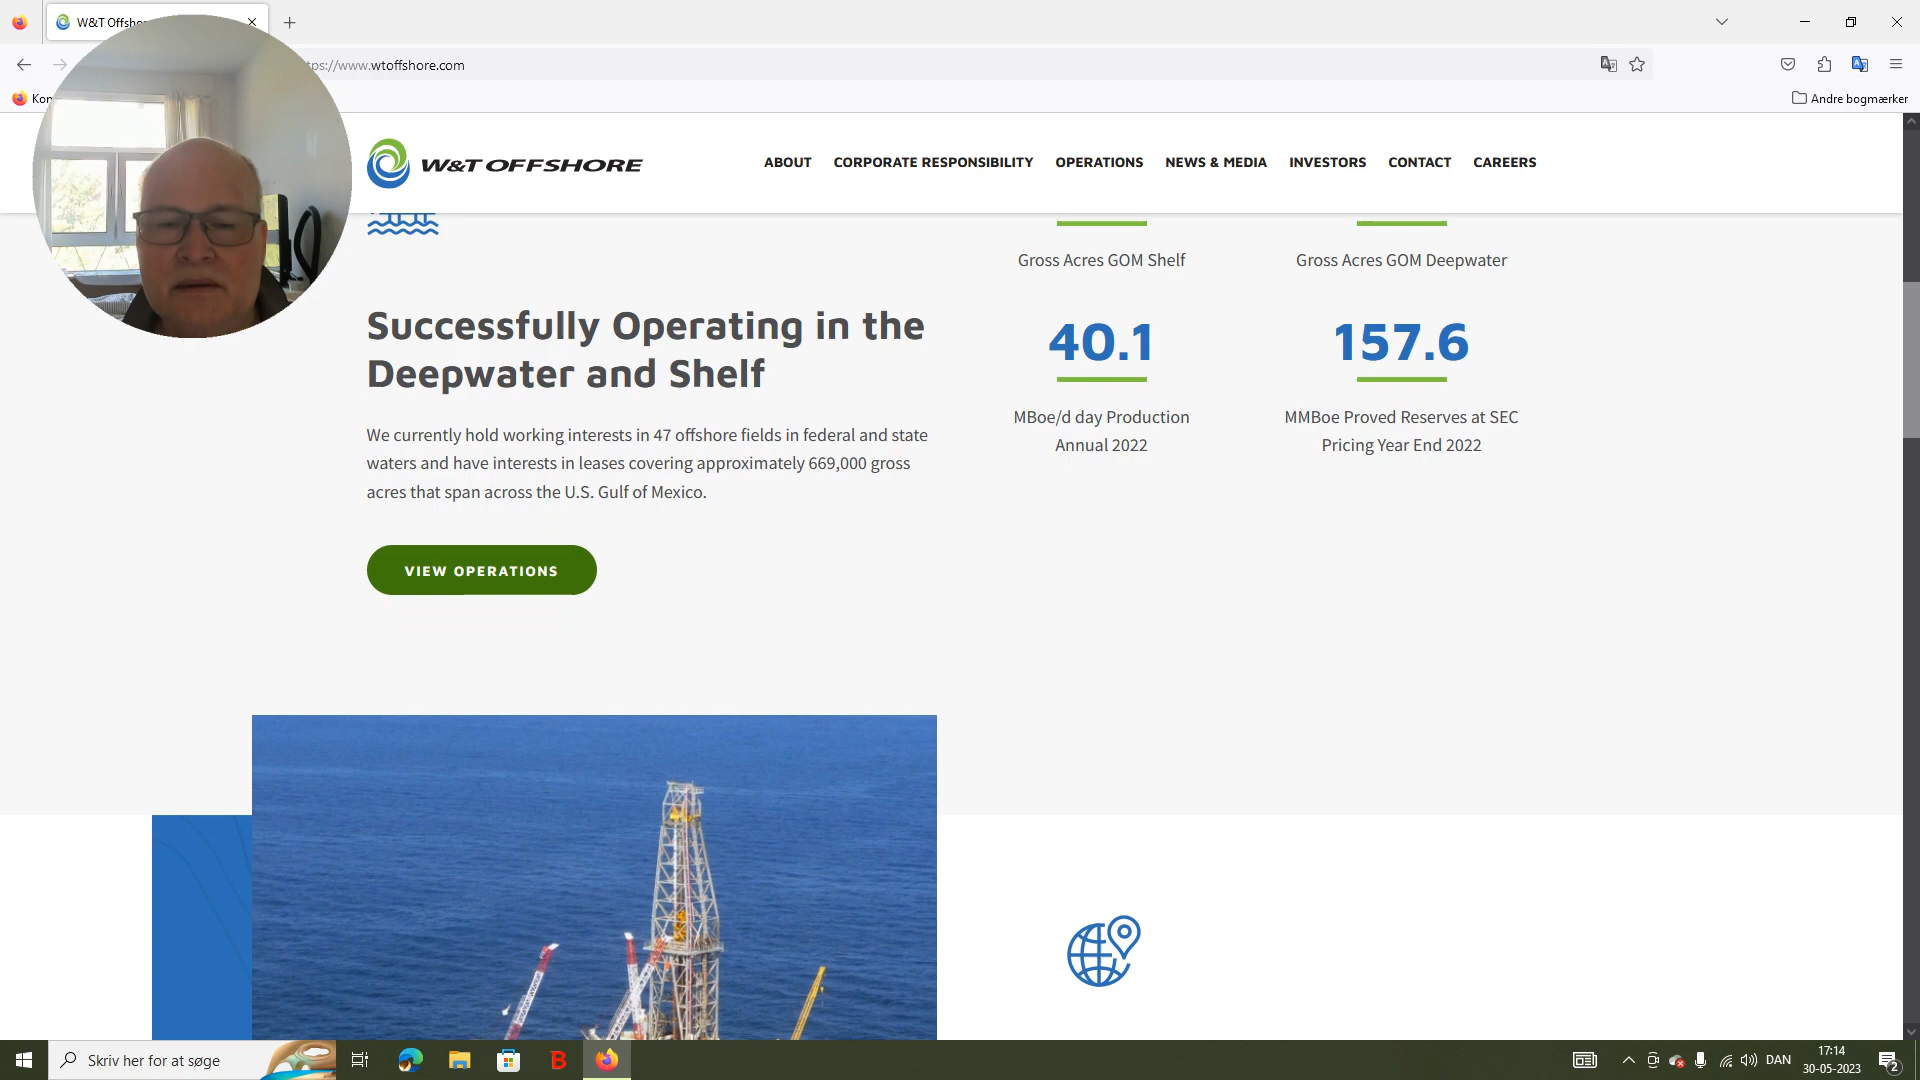 W&T Offsho
tps://www.wtoffshore.com
Kon
Andre bogmærker
W&T OFFSHORE
ABOUT
CORPORATE RESPONSIBILITY
OPERATIONS
NEWS & MEDIA
INVESTORS
CONTACT
CAREERS
Gross Acres GOM Shelf
Gross Acres GOM Deepwater
Successfully Operating in the
Deepwater and Shelf
We currently hold working interests in 47 offshore fields in federal and state
waters and have interests in leases covering approximately 669,000 gross
acres that span across the U.S. Gulf of Mexico.
VIEW OPERATIONS
40.1
MBoe/d day Production
Annual 2022
157.6
MMBoe Proved Reserves at SEC
Pricing Year End 2022
Skriv her for at søge
B
DAN
17:14
30-05-2023
2